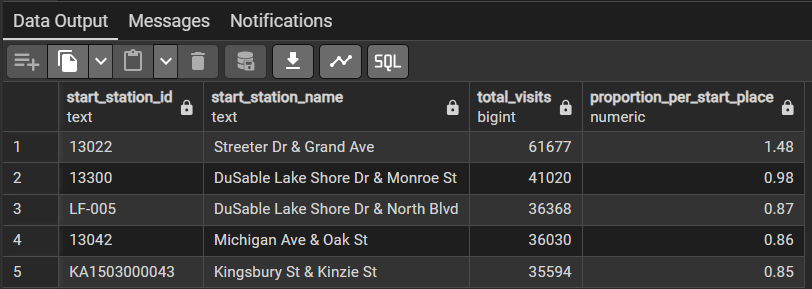 Data Output Messages Notifications
SQL
start_station_id start_station_name total_visits proportion_per_start_place
text text bigint numeric
1 13022 Streeter Dr & Grand Ave 61677 1.48
2 13300 DuSable Lake Shore Dr & Monroe St 41020 0.98
3 LF-005 DuSable Lake Shore Dr & North Blvd 36368 0.87
4 13042 Michigan Ave & Oak St 36030 0.86
5 KA1503000043 Kingsbury St & Kinzie St 35594 0.85